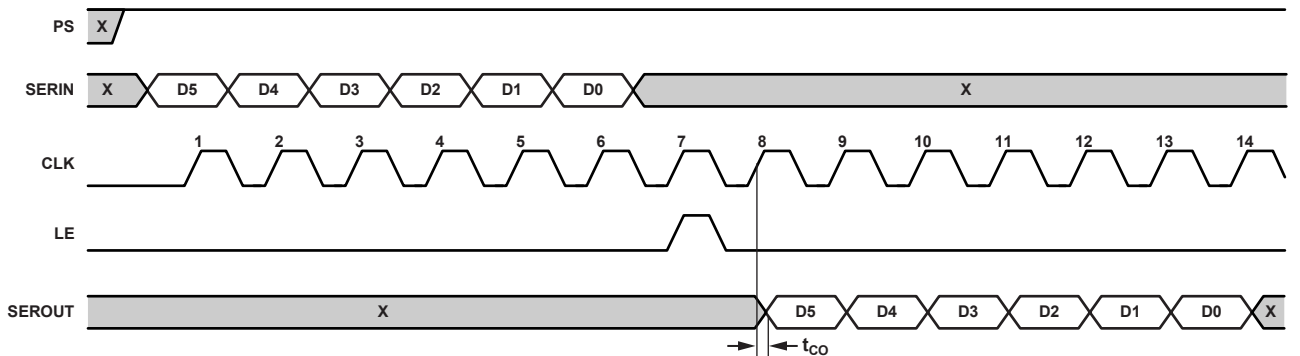 PS X
SERIN X D5 D4 D3 D2 D1 D0 X
1 2 3 4 5 6 7 8 9 10 11 12 13 14
CLK
LE
SEROUT X D5 D4 D3 D2 D1 D0 X
tCO